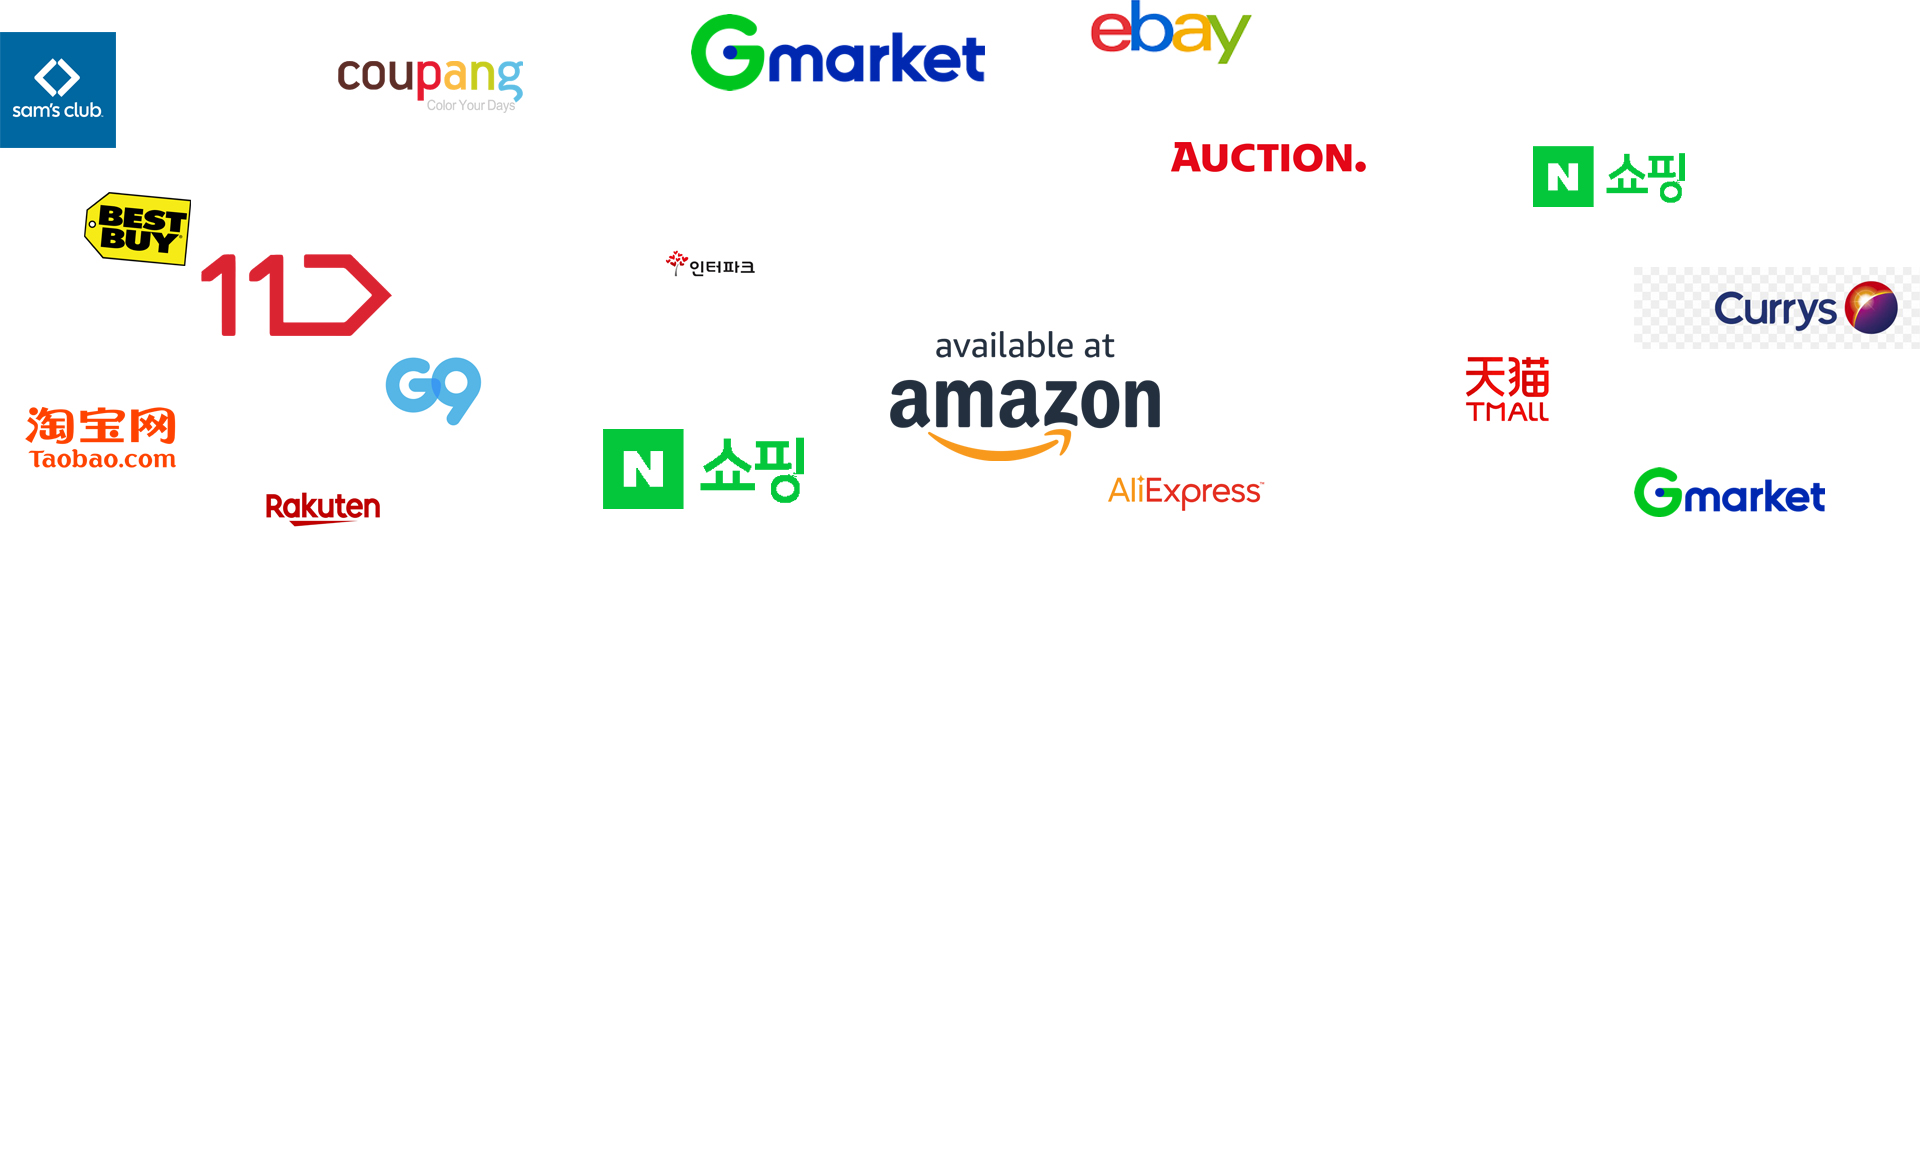 sam's club
coupang
Color Your Days
Gmarket
ebay
AUCTION.
N 쇼핑
BEST
BUY
11
인터파크
Currys
available at
amazon
G9
天猫
TMALL
淘宝网
Taobao.com
N 쇼핑
AliExpress™
Gmarket
Rakuten